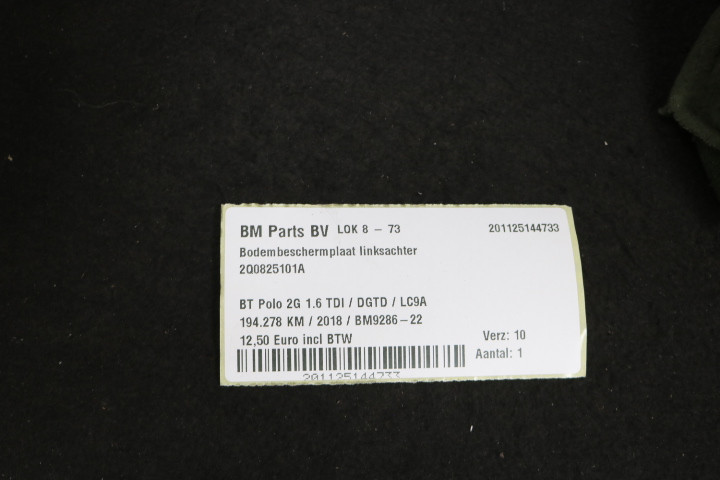 BM Parts BV LOK 8 - 73 201125144733
Bodembeschermplaat linksachter
2Q0825101A
BT Polo 2G 1.6 TDI / DGTD / LC9A
194.278 KM / 2018 / BM9286-22
12,50 Euro incl BTW Verz: 10
Aantal: 1
201125144733